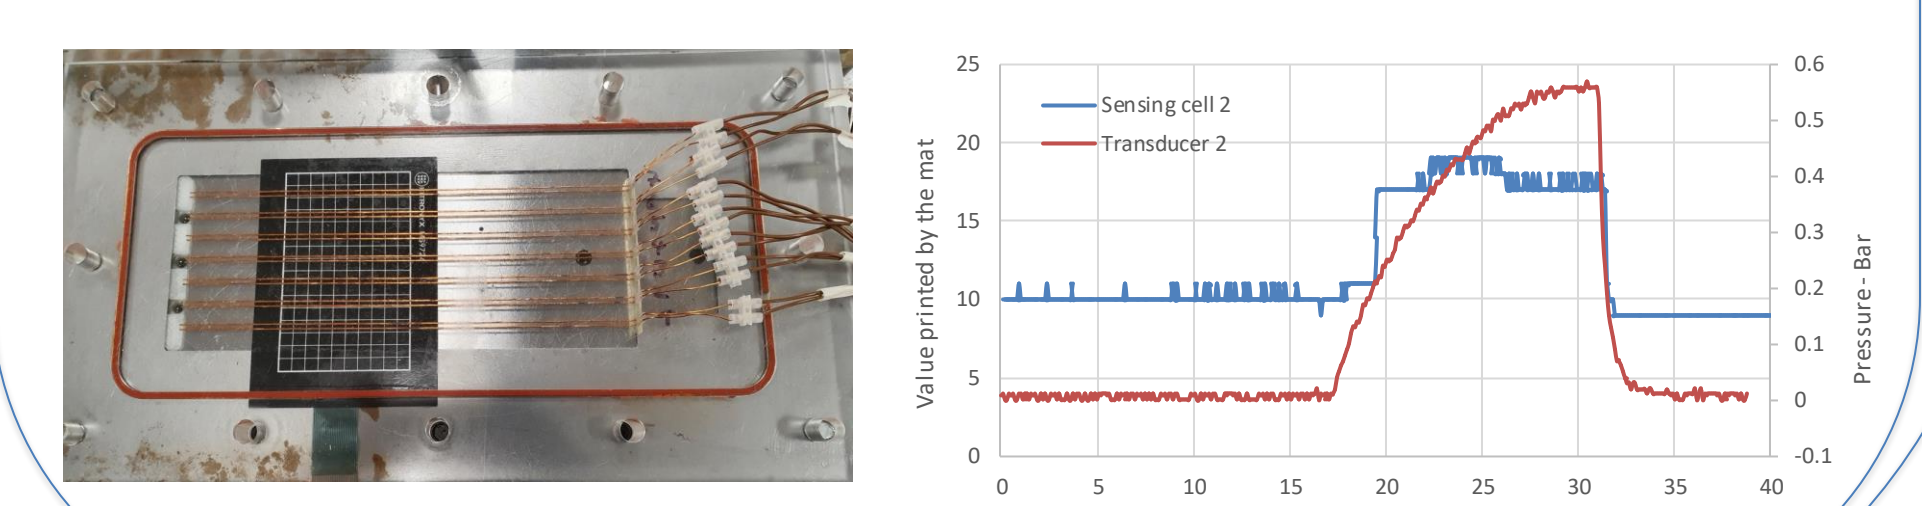 25
20
15
10
5
0
Value printed by the mat
Sensing cell 2
Transducer 2
0.6
0.5
0.4
0.3
0.2
0.1
0
-0.1
Pressure - Bar
0 5 10 15 20 25 30 35 40